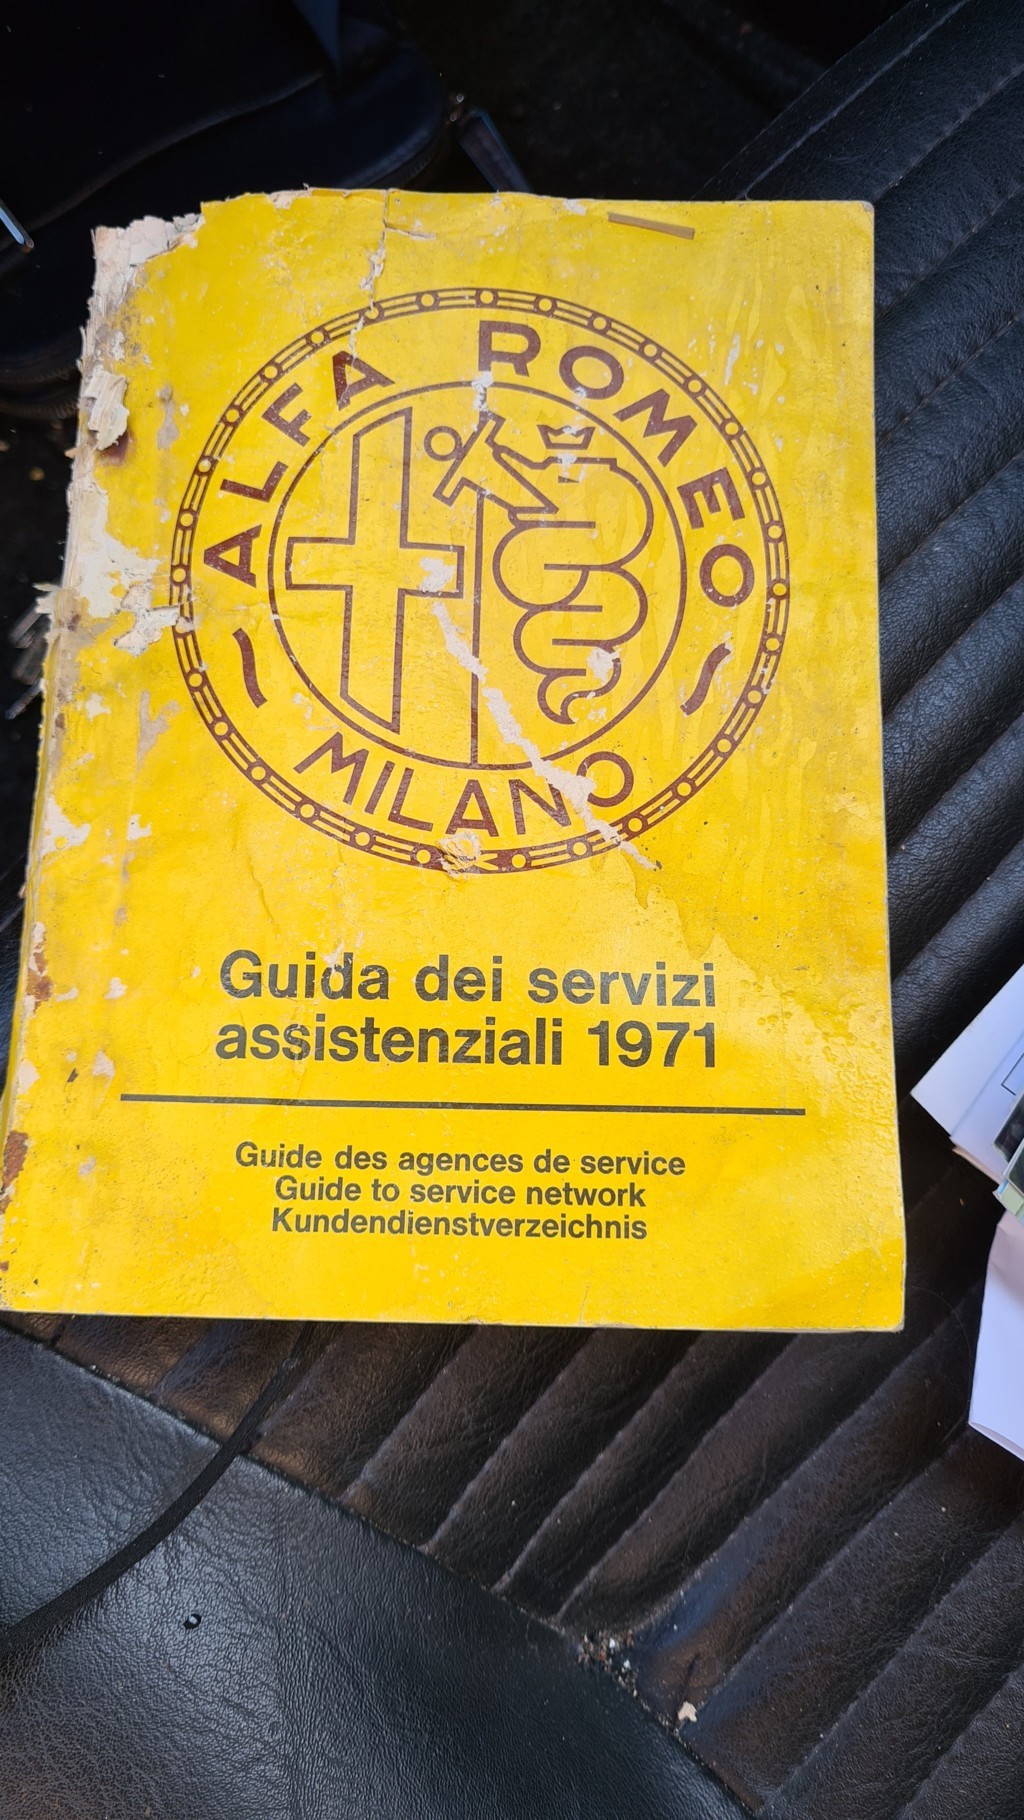 ALFA ROMEO
MILANO
Guida dei servizi
assistenziali 1971
Guide des agences de service
Guide to service network
Kundendienstverzeichnis